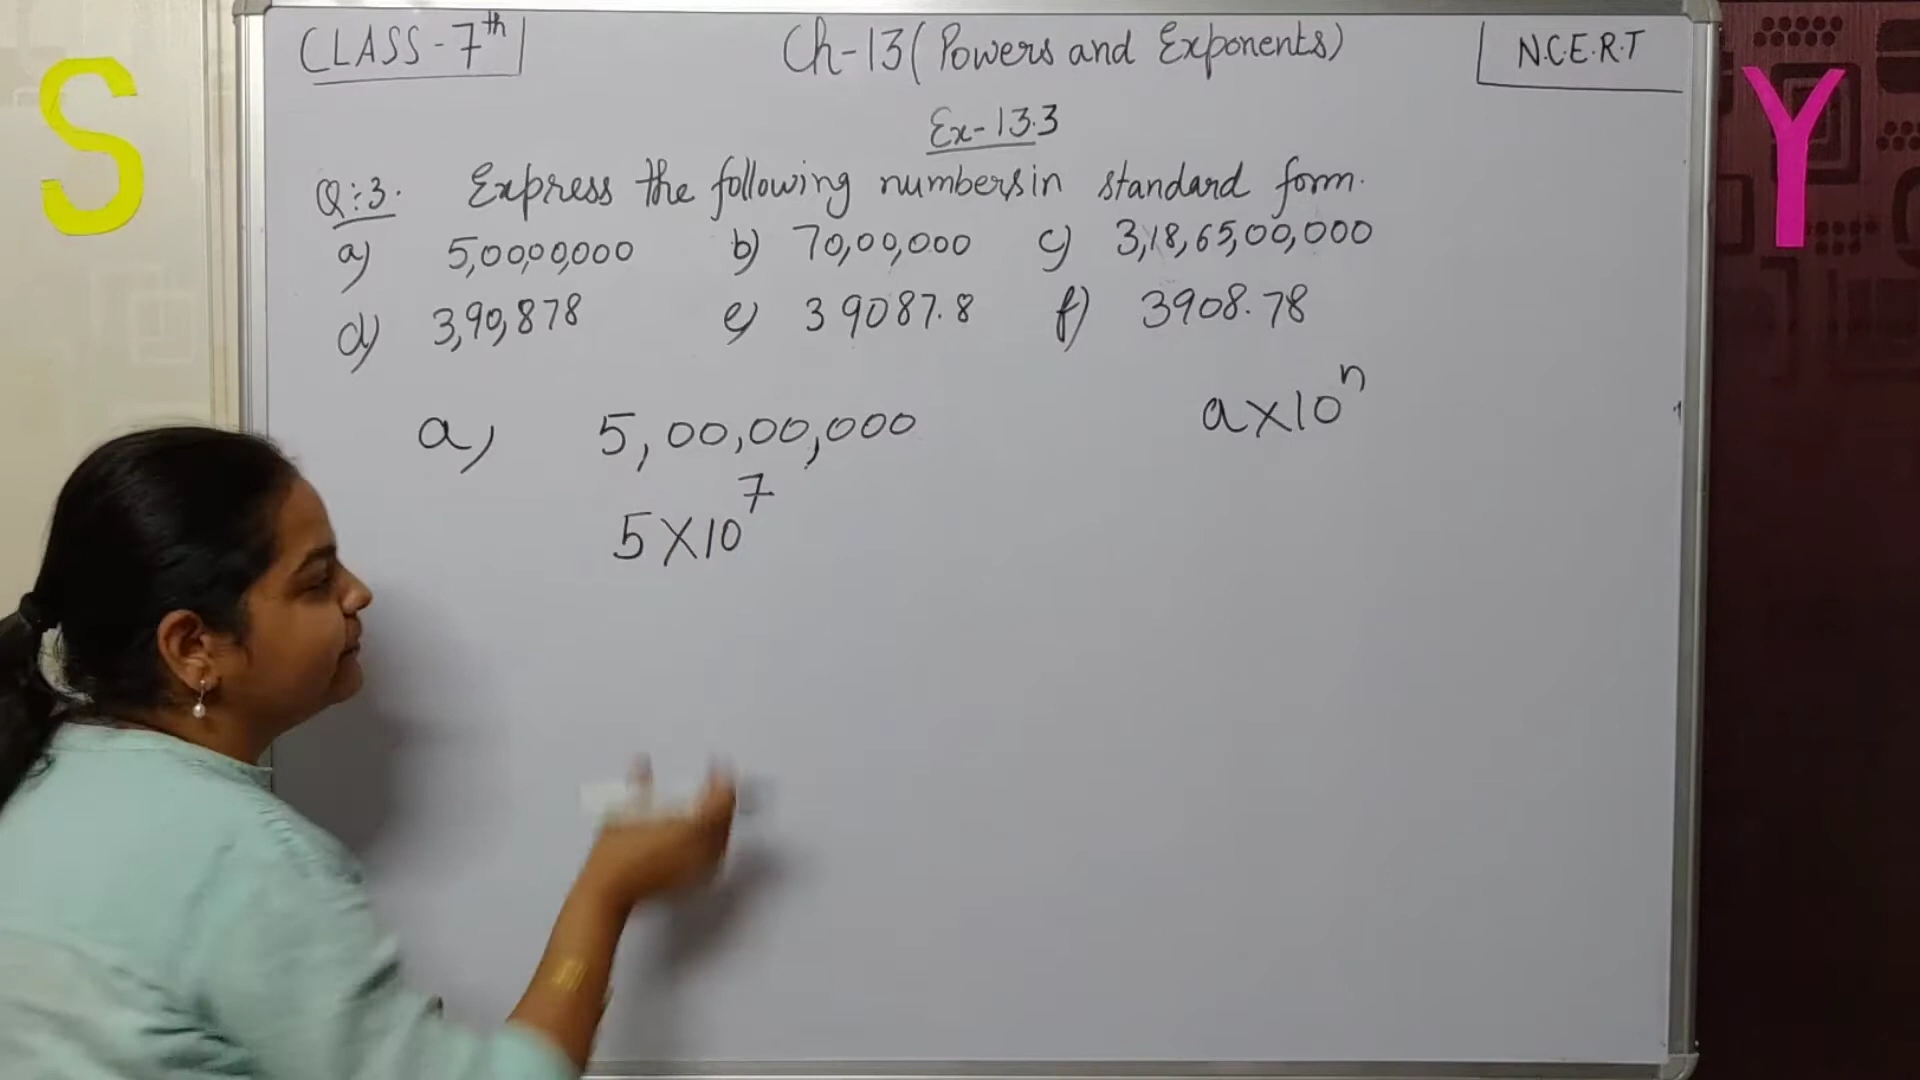 S
Y
CLASS-7th
Ch-13 (Powers and Exponents)
N.C.E.R.T
Ex-13.3
Q:3. Express the following numbers in standard form.
a) 5,00,00,000 b) 70,00,000 c) 3,18,65,00,000
d) 3,90,878 e) 39087.8 f) 3908.78
a) 5,00,00,000
a×10ⁿ
5×10⁷